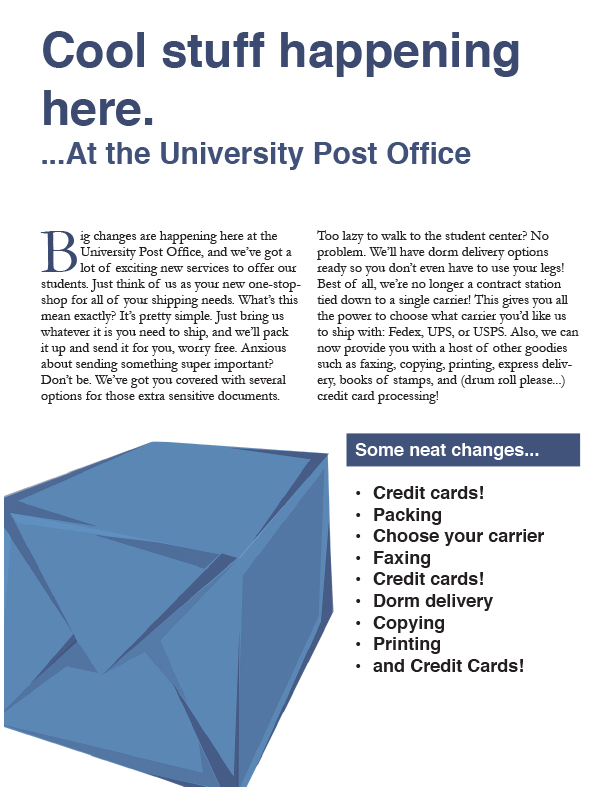 Cool stuff happening
here.
...At the University Post Office
Big changes are happening here at the
University Post Office, and we've got a
lot of exciting new services to offer our
students. Just think of us as your new one-stop-
shop for all of your shipping needs. What's this
mean exactly? It's pretty simple. Just bring us
whatever it is you need to ship, and we'll pack
it up and send it for you, worry free. Anxious
about sending something super important?
Don't be. We've got you covered with several
options for those extra sensitive documents.
Too lazy to walk to the student center? No
problem. We'll have dorm delivery options
ready so you don't even have to use your legs!
Best of all, we're no longer a contract station
tied down to a single carrier! This gives you all
the power to choose what carrier you'd like us
to ship with: Fedex, UPS, or USPS. Also, we can
now provide you with a host of other goodies
such as faxing, copying, printing, express deliv-
ery, books of stamps, and (drum roll please...)
credit card processing!
Some neat changes...
• Credit cards!
• Packing
• Choose your carrier
• Faxing
• Credit cards!
• Dorm delivery
• Copying
• Printing
• and Credit Cards!